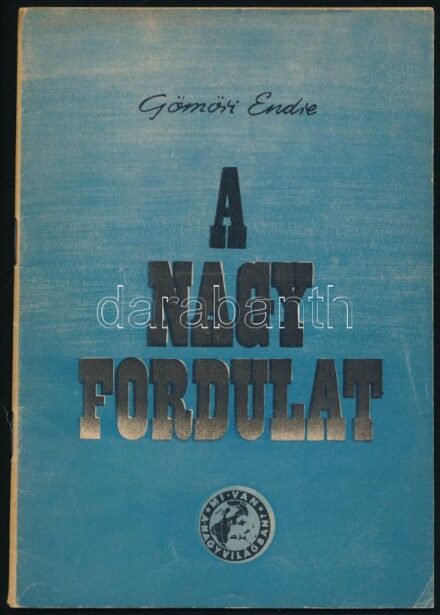 Gömöri Endre
A
NAGY
darabanth
FORDULAT
MI · VAN
A · NAGYVILÁGBAN?